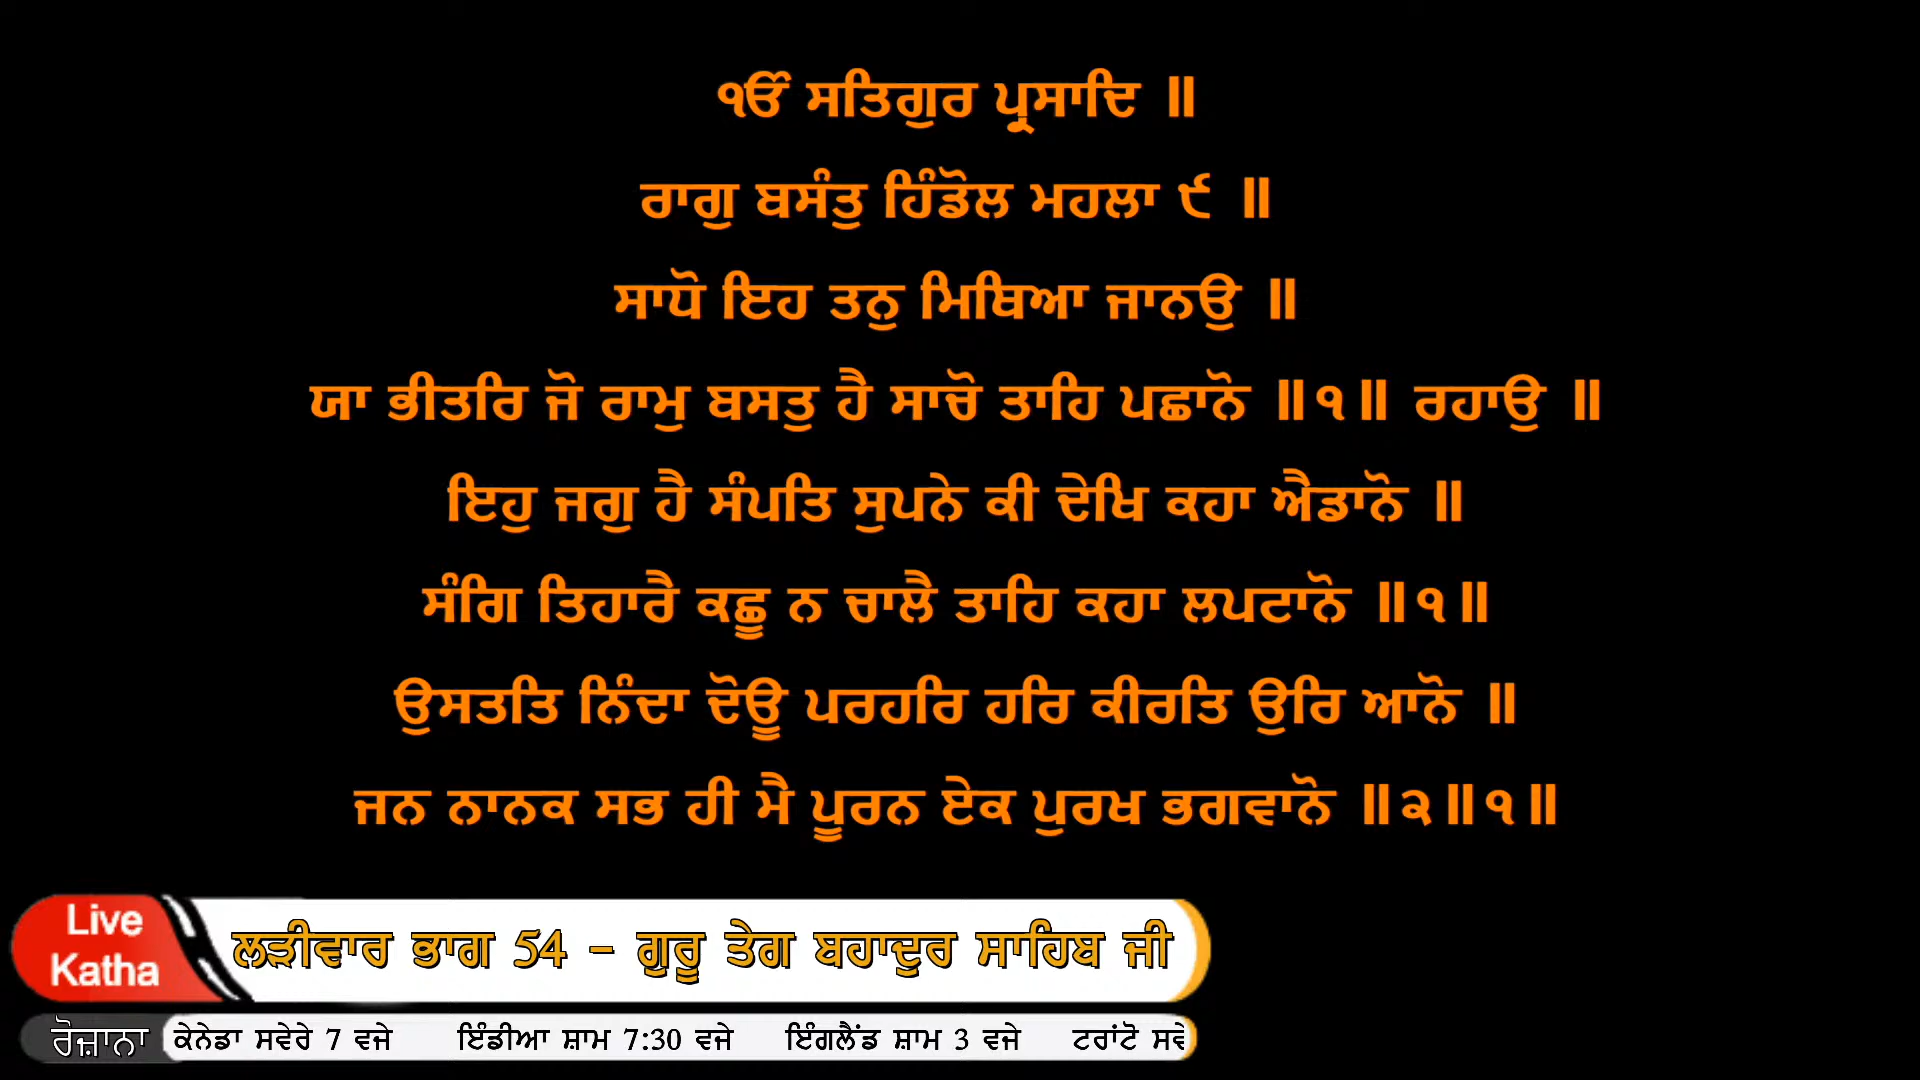 ੴ ਸਤਿਗੁਰ ਪ੍ਰਸਾਦਿ ॥
ਰਾਗੁ ਬਸੰਤੁ ਹਿੰਡੋਲ ਮਹਲਾ ੯ ॥
ਸਾਧੋ ਇਹ ਤਨੁ ਮਿਥਿਆ ਜਾਨਉ ॥
ਯਾ ਭੀਤਰਿ ਜੋ ਰਾਮੁ ਬਸਤੁ ਹੈ ਸਾਚੋ ਤਾਹਿ ਪਛਾਨੋ ॥੧॥ ਰਹਾਉ ॥
ਇਹੁ ਜਗੁ ਹੈ ਸੰਪਤਿ ਸੁਪਨੇ ਕੀ ਦੇਖਿ ਕਹਾ ਐਡਾਨੋ ॥
ਸੰਗਿ ਤਿਹਾਰੈ ਕਛੂ ਨ ਚਾਲੈ ਤਾਹਿ ਕਹਾ ਲਪਟਾਨੋ ॥੧॥
ਉਸਤਤਿ ਨਿੰਦਾ ਦੋਊ ਪਰਹਰਿ ਹਰਿ ਕੀਰਤਿ ਉਰਿ ਆਨੋ ॥
ਜਨ ਨਾਨਕ ਸਭ ਹੀ ਮੈ ਪੂਰਨ ਏਕ ਪੁਰਖ ਭਗਵਾਨੋ ॥੨॥੧॥
Live
Katha
ਲੜੀਵਾਰ ਭਾਗ 54 - ਗੁਰੂ ਤੇਗ ਬਹਾਦੁਰ ਸਾਹਿਬ ਜੀ
ਰੋਜ਼ਾਨਾ ਕੇਨੇਡਾ ਸਵੇਰੇ 7 ਵਜੇ ਇੰਡੀਆ ਸ਼ਾਮ 7:30 ਵਜੇ ਇੰਗਲੈਂਡ ਸ਼ਾਮ 3 ਵਜੇ ਟਰਾਂਟੋ ਸਵੇ